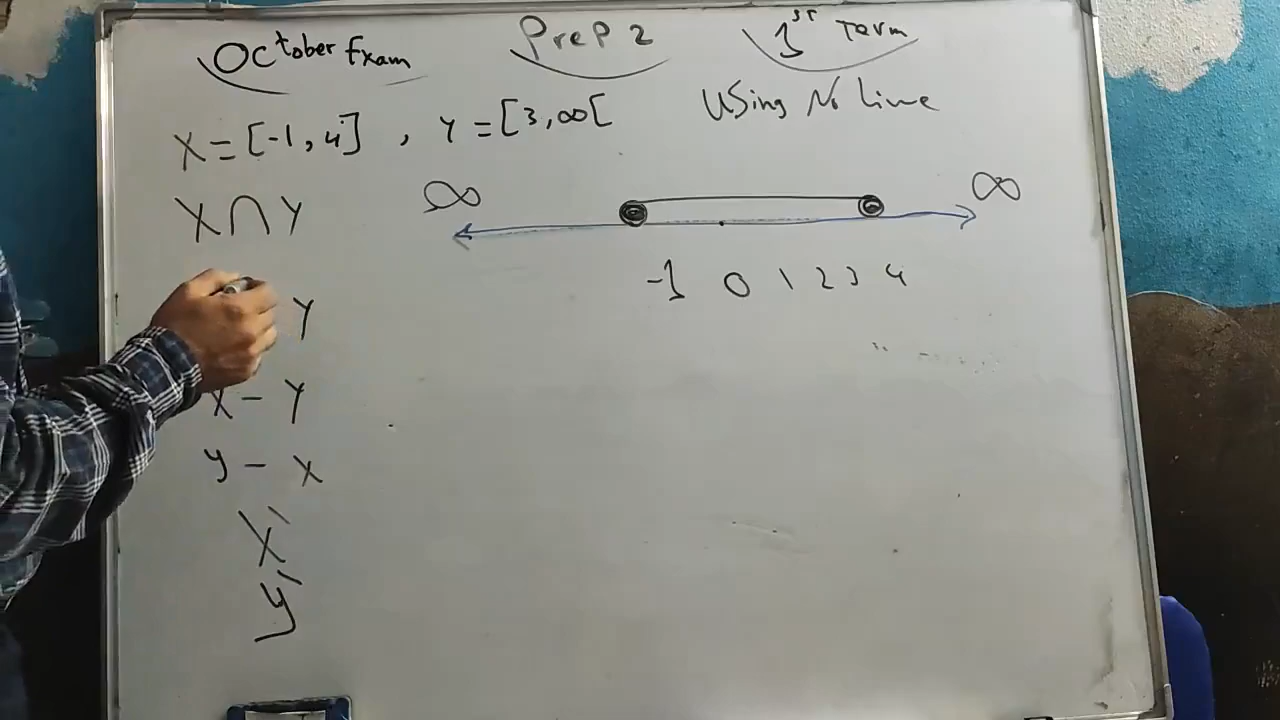 October Exam Prep 2 1st Term
X = [-1, 4] , Y = [3, ∞[ Using No Line
X ∩ Y
∞ ∞
-1 0 1 2 3 4
Y
X - Y
y - X
X'
y'